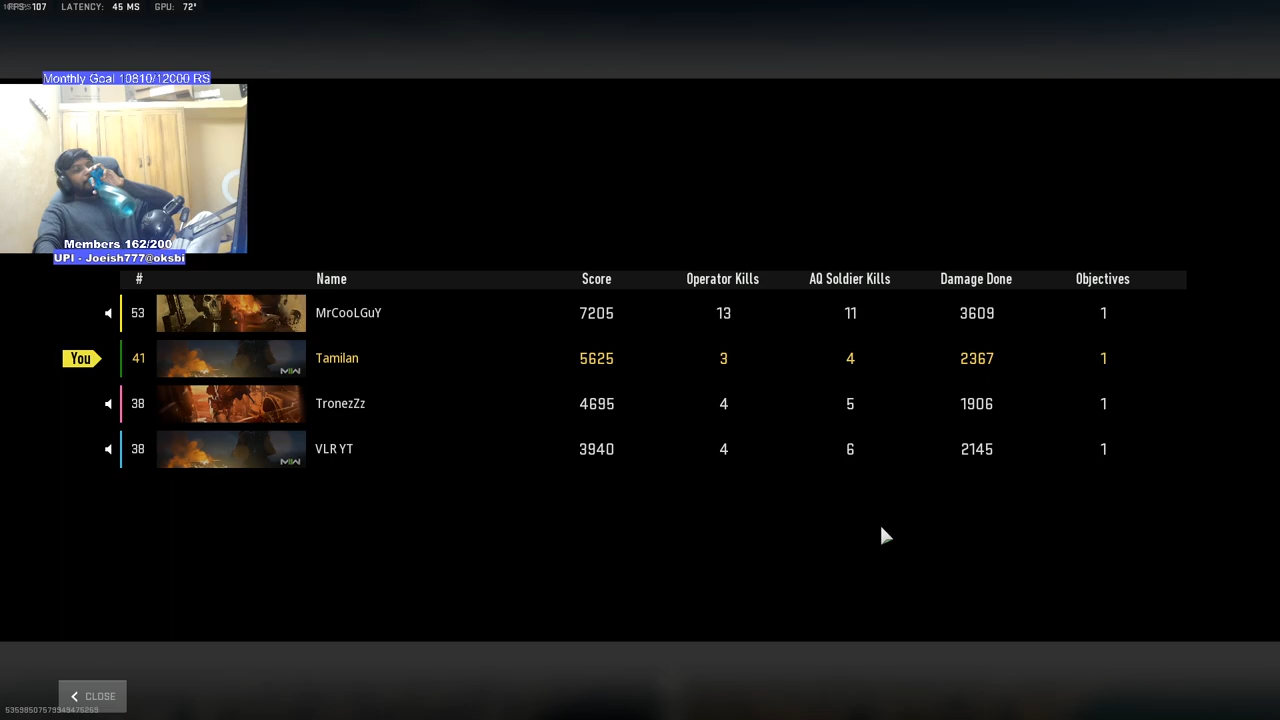 FPS: 107 LATENCY: 45 MS GPU: 72°
Monthly Goal 10810/12000 RS
Members 162/200
UPI - Joeish777@oksbi
# Name Score Operator Kills AQ Soldier Kills Damage Done Objectives
53 MrCooLGuY 7205 13 11 3609 1
You 41 Tamilan 5625 3 4 2367 1
38 TronezZz 4695 4 5 1906 1
38 VLR YT 3940 4 6 2145 1
CLOSE